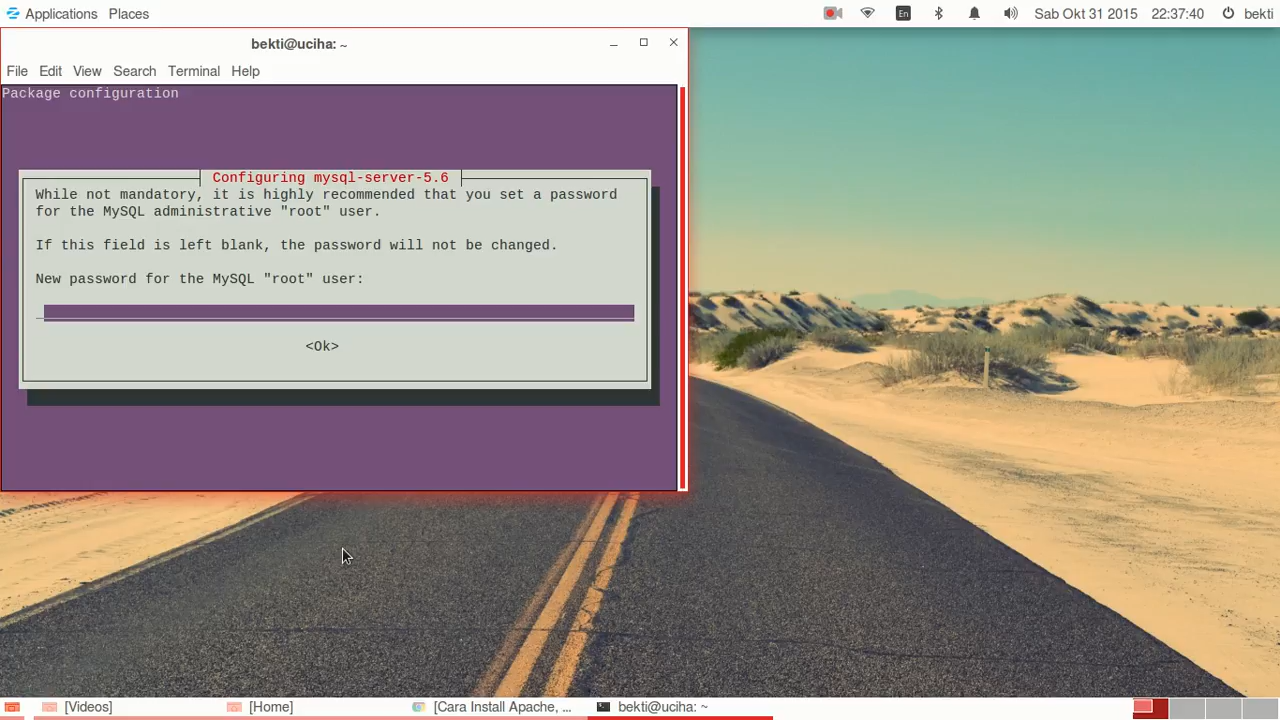 Applications Places
En
Sab Okt 31 2015 22:37:40
bekti
bekti@uciha: ~
File Edit View Search Terminal Help
Package configuration
Configuring mysql-server-5.6
While not mandatory, it is highly recommended that you set a password
for the MySQL administrative "root" user.
If this field is left blank, the password will not be changed.
New password for the MySQL "root" user:
<Ok>
[Videos]
[Home]
[Cara Install Apache, ...
bekti@uciha: ~